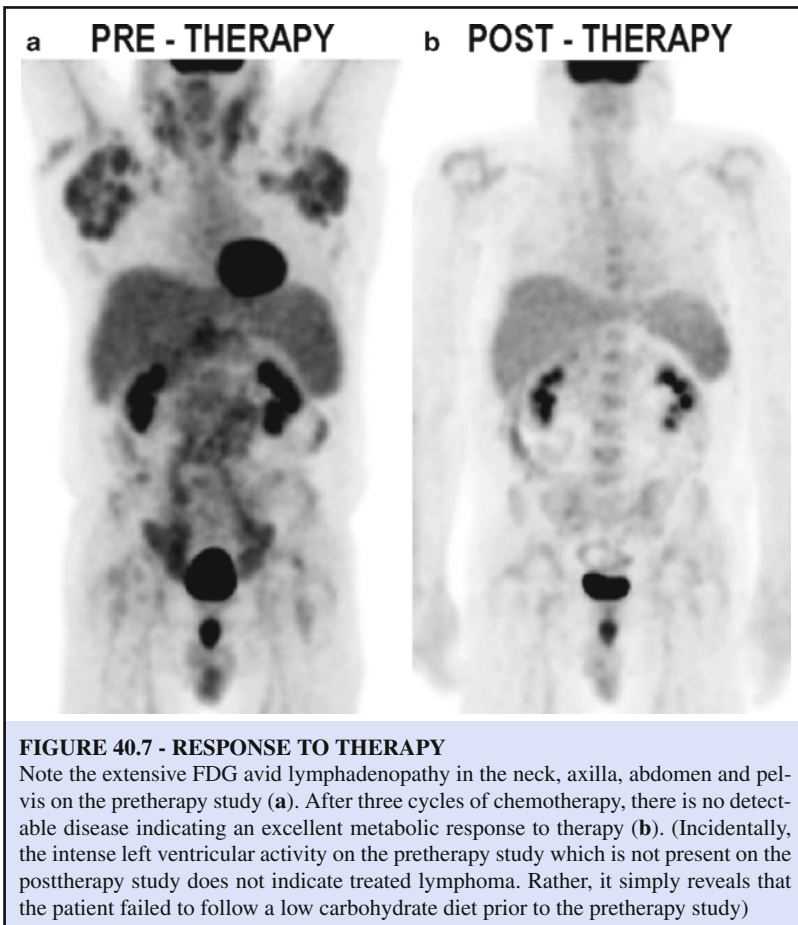 a PRE - THERAPY b POST - THERAPY
FIGURE 40.7 - RESPONSE TO THERAPY
Note the extensive FDG avid lymphadenopathy in the neck, axilla, abdomen and pel-
vis on the pretherapy study (a). After three cycles of chemotherapy, there is no detect-
able disease indicating an excellent metabolic response to therapy (b). (Incidentally,
the intense left ventricular activity on the pretherapy study which is not present on the
posttherapy study does not indicate treated lymphoma. Rather, it simply reveals that
the patient failed to follow a low carbohydrate diet prior to the pretherapy study)